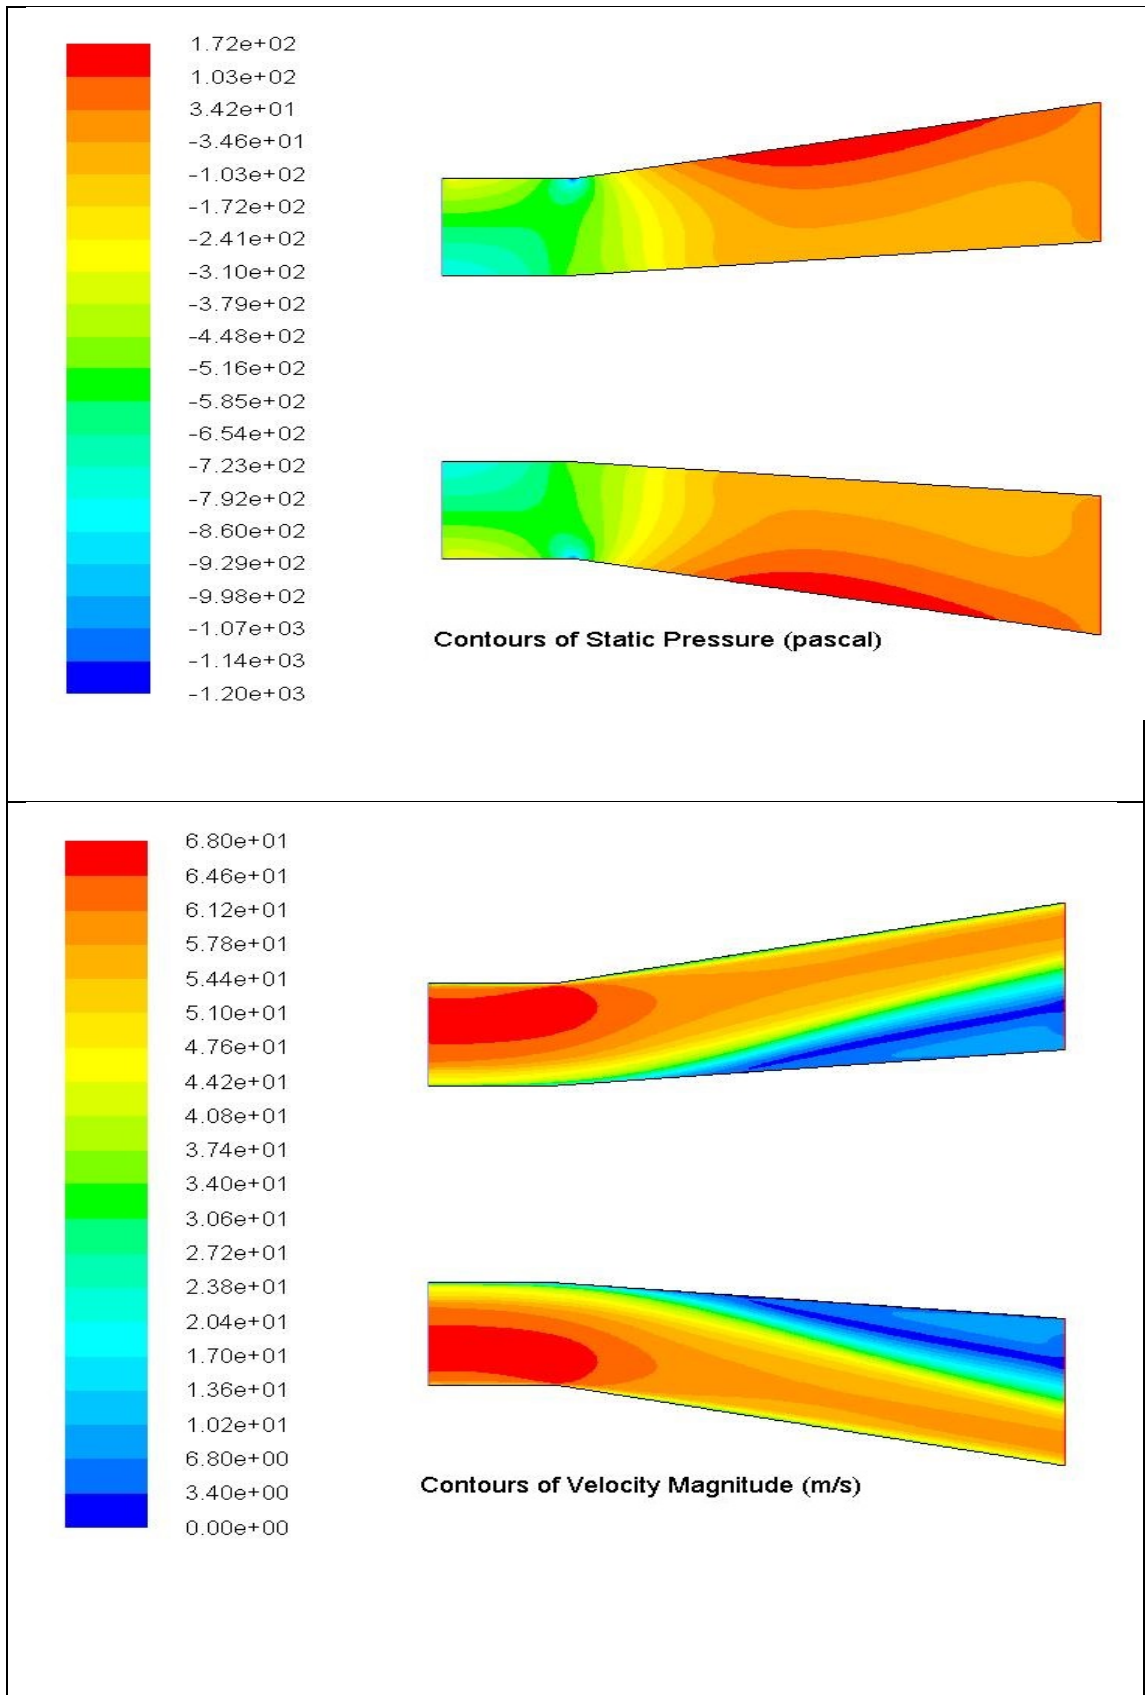 1.72e+02
1.03e+02
3.42e+01
-3.46e+01
-1.03e+02
-1.72e+02
-2.41e+02
-3.10e+02
-3.79e+02
-4.48e+02
-5.16e+02
-5.85e+02
-6.54e+02
-7.23e+02
-7.92e+02
-8.60e+02
-9.29e+02
-9.98e+02
-1.07e+03
-1.14e+03
-1.20e+03
Contours of Static Pressure (pascal)
6.80e+01
6.46e+01
6.12e+01
5.78e+01
5.44e+01
5.10e+01
4.76e+01
4.42e+01
4.08e+01
3.74e+01
3.40e+01
3.06e+01
2.72e+01
2.38e+01
2.04e+01
1.70e+01
1.36e+01
1.02e+01
6.80e+00
3.40e+00
0.00e+00
Contours of Velocity Magnitude (m/s)